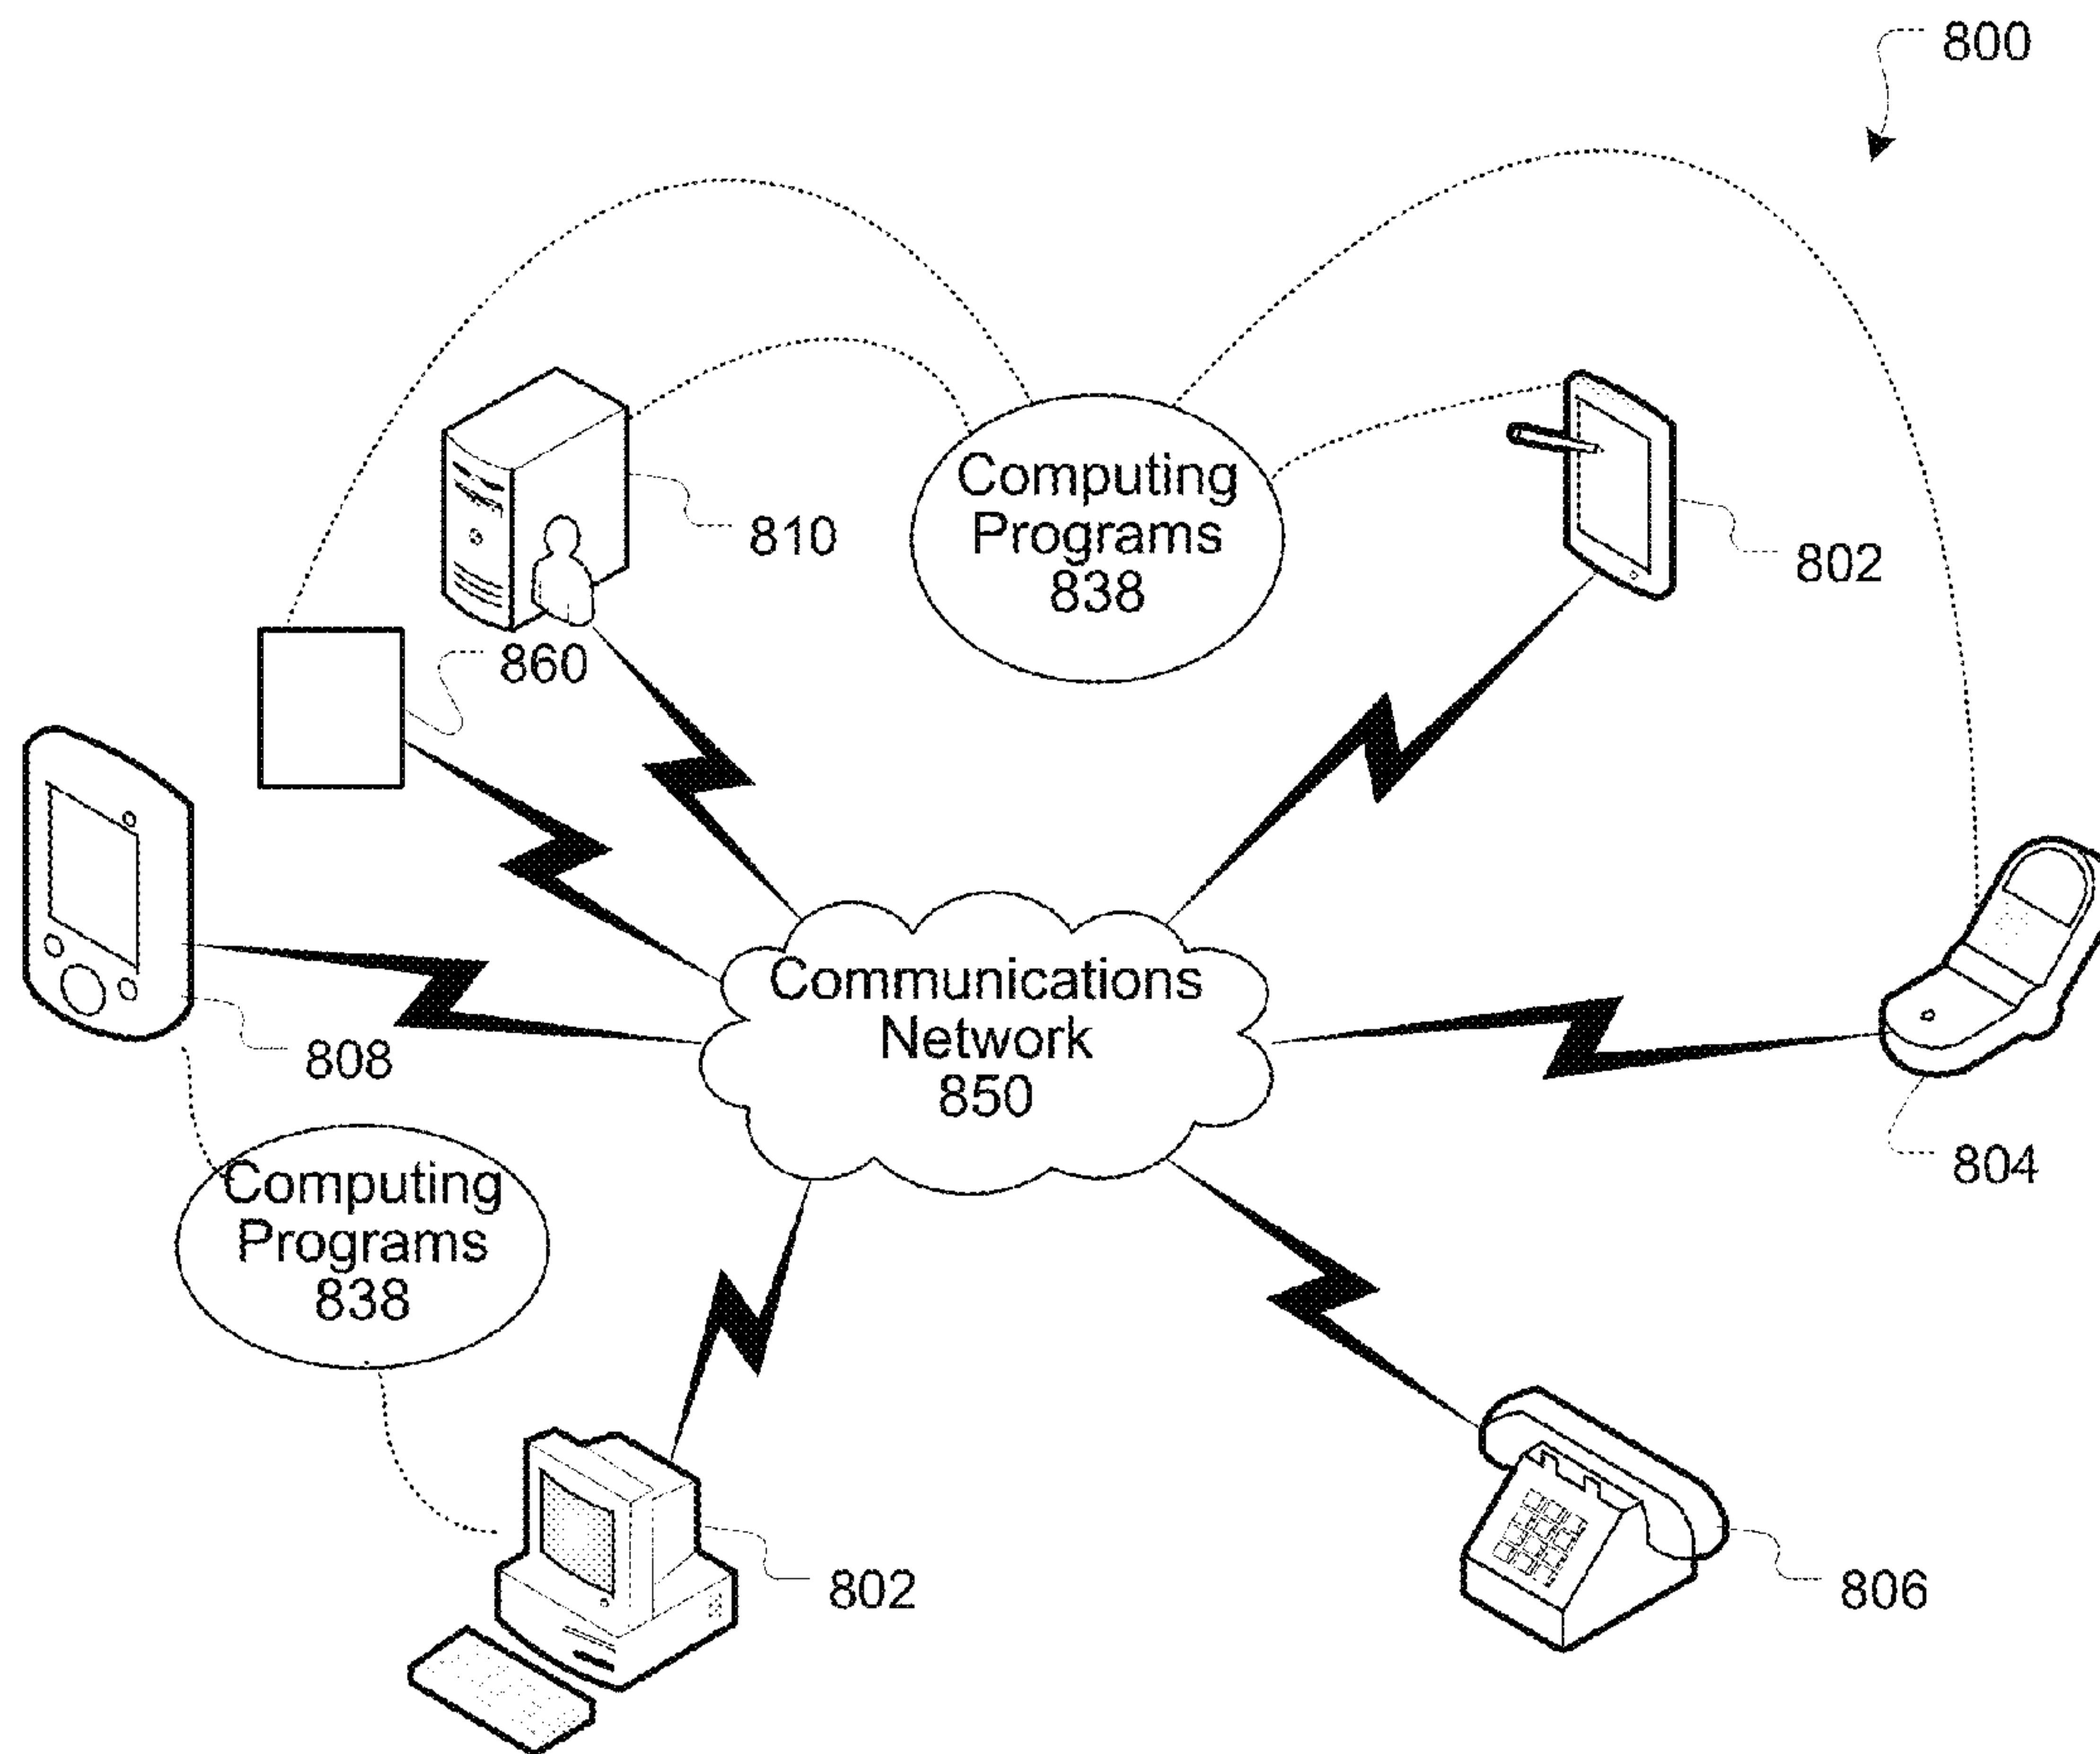 800
Computing
Programs
838
810
802
860
Communications
Network
850
808
804
Computing
Programs
838
802
806